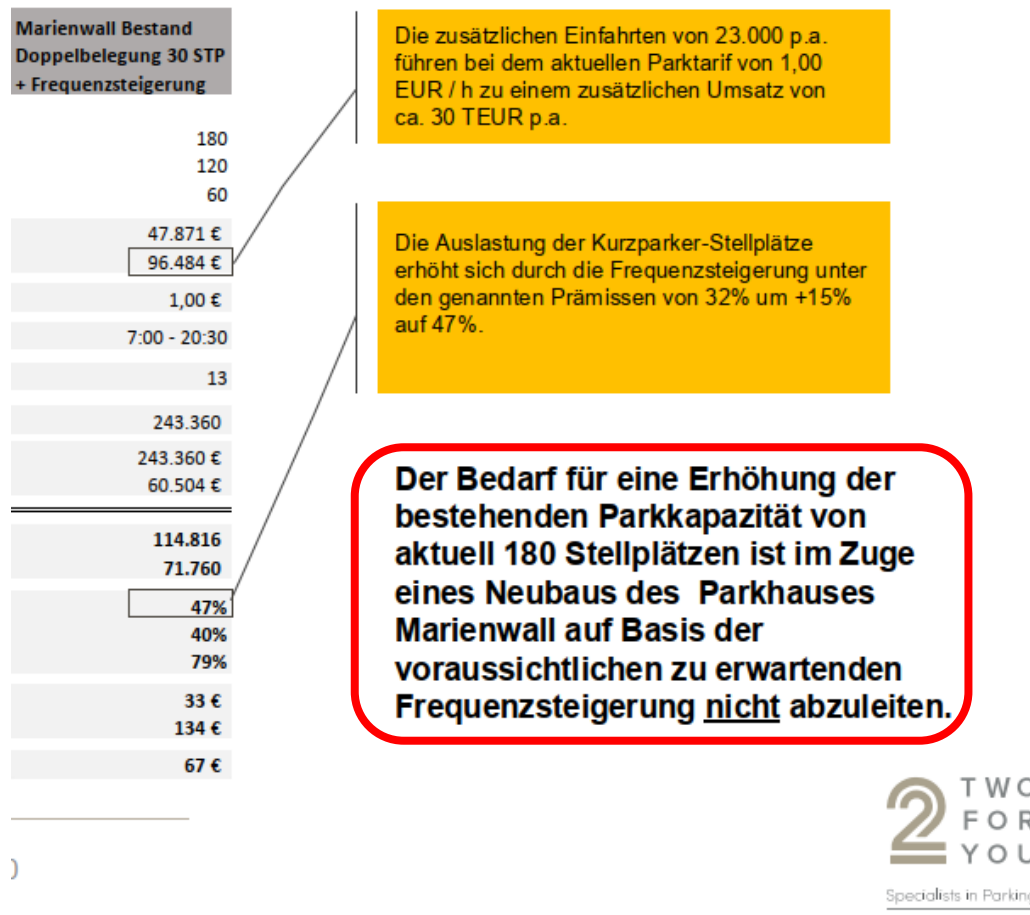 Marienwall Bestand
Doppelbelegung 30 STP
+ Frequenzsteigerung
180
120
60
47.871 €
96.484 €
1,00 €
7:00 - 20:30
13
243.360
243.360 €
60.504 €
114.816
71.760
47%
40%
79%
33 €
134 €
67 €
)
Die zusätzlichen Einfahrten von 23.000 p.a.
führen bei dem aktuellen Parktarif von 1,00
EUR / h zu einem zusätzlichen Umsatz von
ca. 30 TEUR p.a.
Die Auslastung der Kurzparker-Stellplätze
erhöht sich durch die Frequenzsteigerung unter
den genannten Prämissen von 32% um +15%
auf 47%.
Der Bedarf für eine Erhöhung der
bestehenden Parkkapazität von
aktuell 180 Stellplätzen ist im Zuge
eines Neubaus des Parkhauses
Marienwall auf Basis der
voraussichtlichen zu erwartenden
Frequenzsteigerung nicht abzuleiten.
2
TWO
FOR
YOU
Specialists in Parking